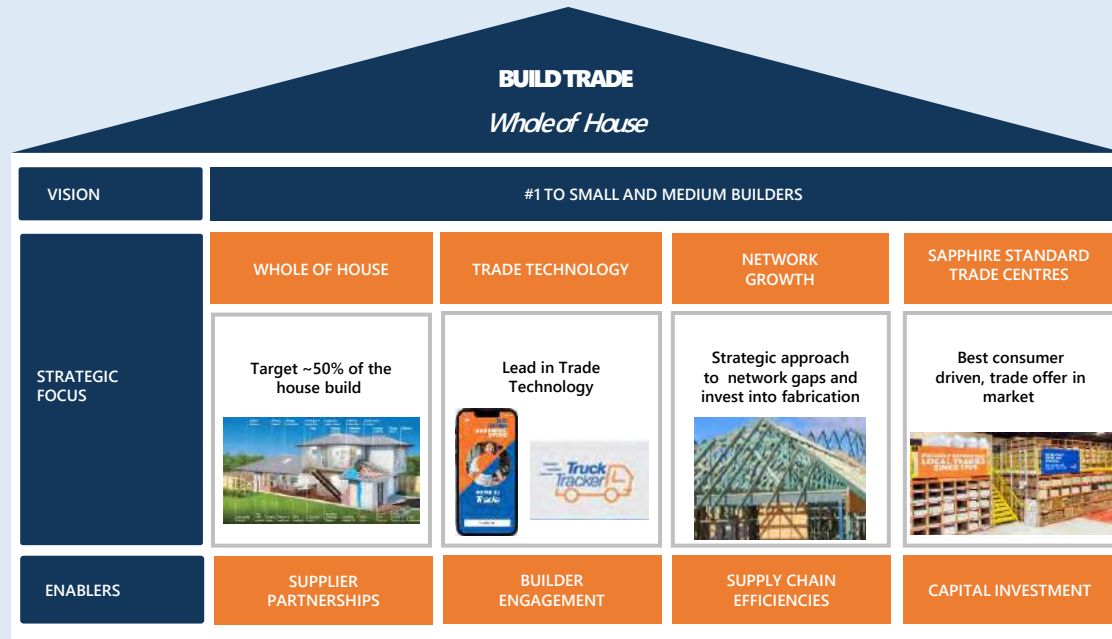 BUILD TRADE
Whole of House
VISION
#1 TO SMALL AND MEDIUM BUILDERS
STRATEGIC
FOCUS
WHOLE OF HOUSE
TRADE TECHNOLOGY
NETWORK
GROWTH
SAPPHIRE STANDARD
TRADE CENTRES
Target ~50% of the
house build
Lead in Trade
Technology
Truck
Tracker
Trade
Strategic approach
to network gaps and
invest into fabrication
Best consumer
driven, trade offer in
market
LOCAL TRADIES
ENABLERS
SUPPLIER
PARTNERSHIPS
BUILDER
ENGAGEMENT
SUPPLY CHAIN
EFFICIENCIES
CAPITAL INVESTMENT